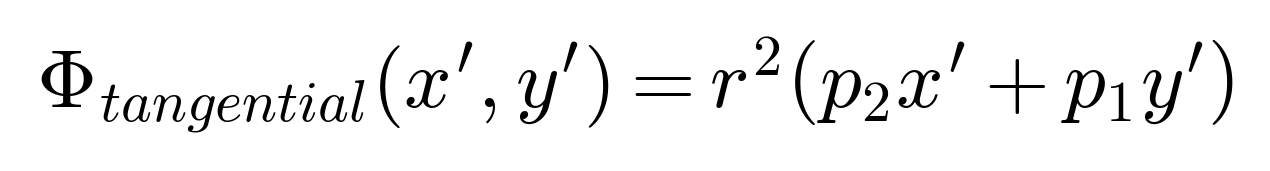 Φ_{tangential}(x′, y′) = r²(p₂x′ + p₁y′)